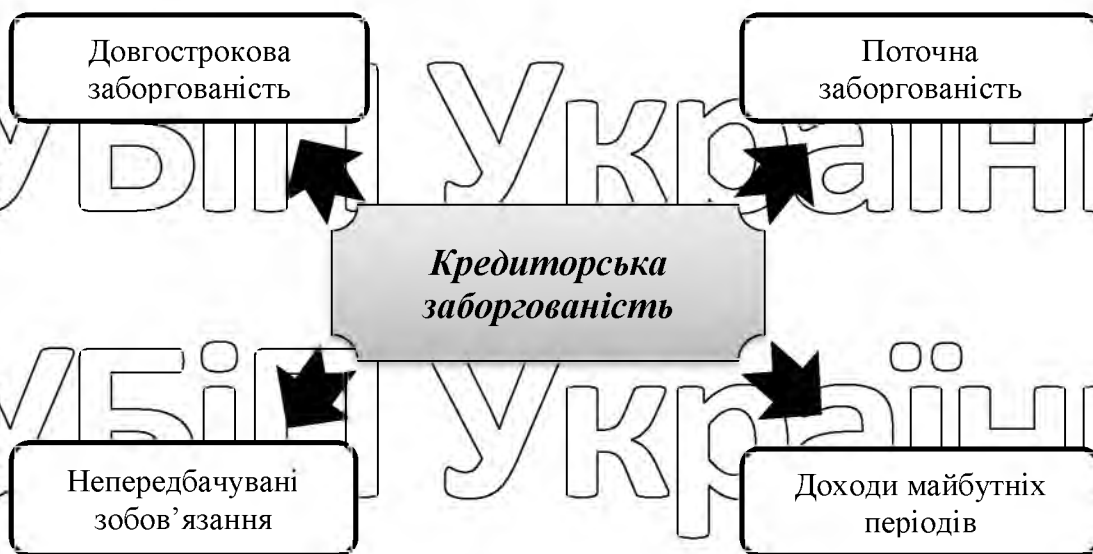 Довгострокова
заборгованість
Поточна
заборгованість
Кредиторська
заборгованість
Непередбачувані
зобов’язання
Доходи майбутніх
періодів